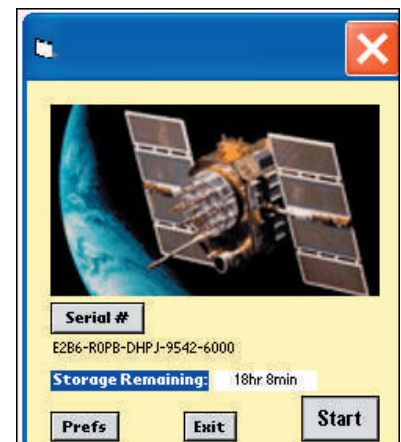 Serial #
E2B6-R0PB-DHPJ-9542-6000
Storage Remaining: 18hr 8min
Prefs Exit Start